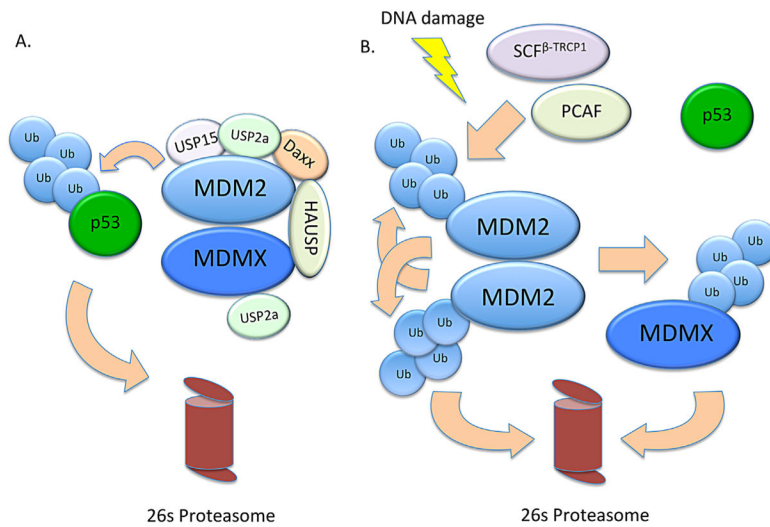 A.
Ub
Ub
Ub
Ub
p53
USP15
USP2a
Daxx
MDM2
HAUSP
MDMX
USP2a
26s Proteasome
B.
DNA damage
SCFβ-TRCP1
PCAF
p53
Ub
Ub
Ub
Ub
MDM2
MDM2
Ub
Ub
Ub
Ub
Ub
Ub
Ub
Ub
MDMX
26s Proteasome